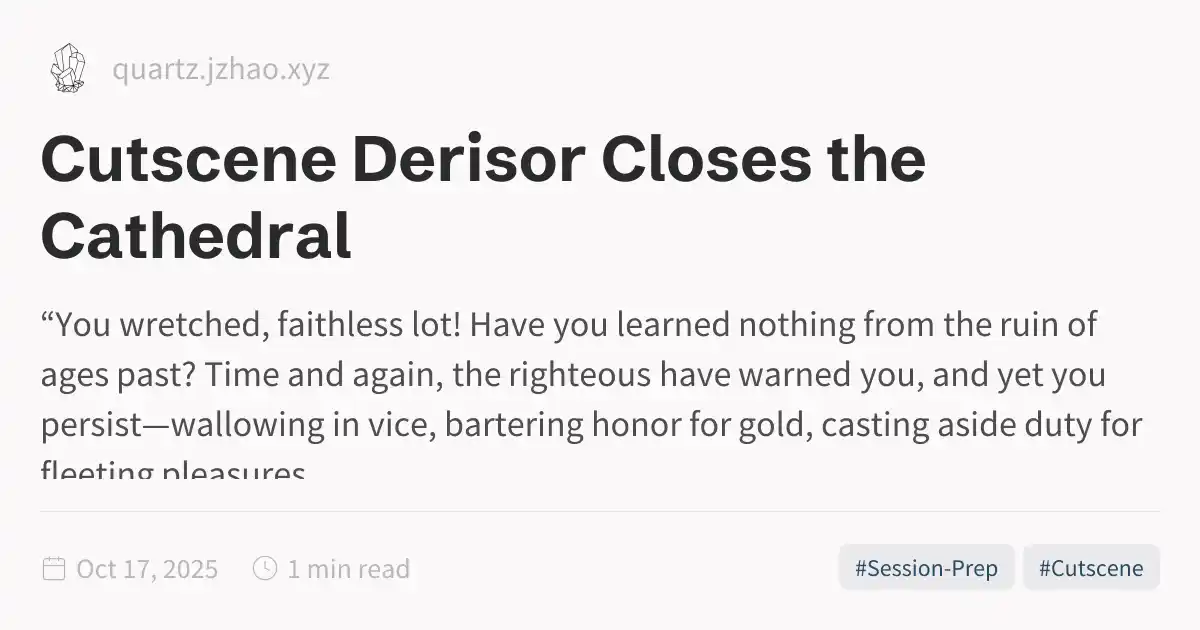 quartz.jzhao.xyz
Cutscene Derisor Closes the
Cathedral
“You wretched, faithless lot! Have you learned nothing from the ruin of
ages past? Time and again, the righteous have warned you, and yet you
persist—wallowing in vice, bartering honor for gold, casting aside duty for
fleeting pleasures
Oct 17, 2025
1 min read
#Session-Prep
#Cutscene